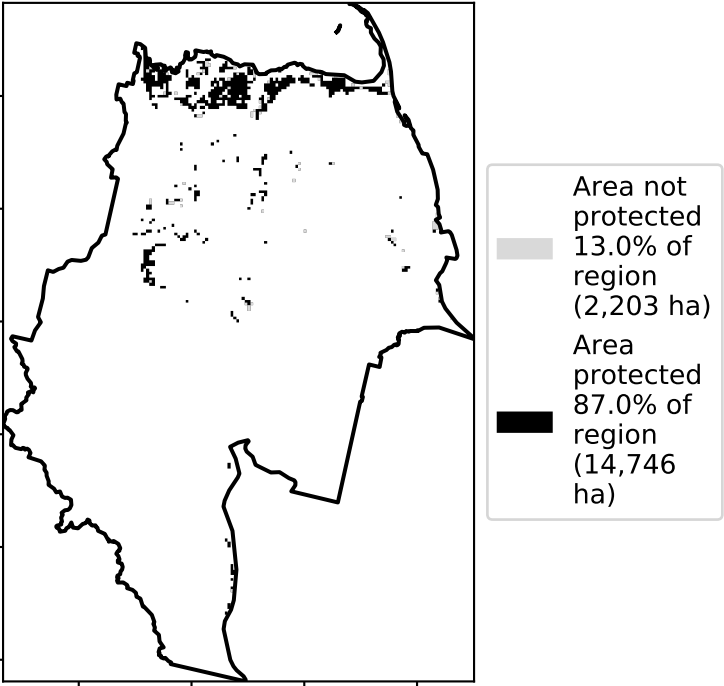 Area not
protected
13.0% of
region
(2,203 ha)
Area
protected
87.0% of
region
(14,746
ha)